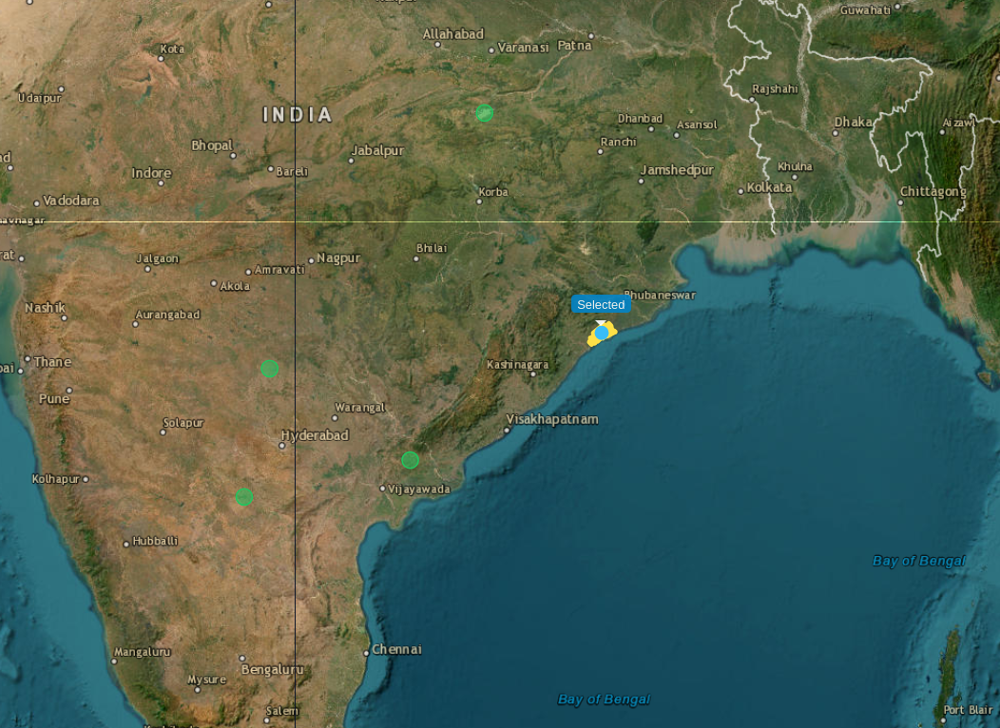 Guwahati
Allahabad
Varanasi
Patna
Kota
Udaipur
Rajshahi
INDIA
Dhanbad
Asansol
Dhaka
Aizawl
Bhopal
Jabalpur
Ranchi
Indore
Bareli
Jamshedpur
Khulna
Korba
Kolkata
Chittagong
Vadodara
Bhilai
Jalgaon
Nagpur
Amravati
Akola
Bhubaneswar
Selected
Nashik
Aurangabad
Thane
Kashinagara
Pune
Warangal
Solapur
Visakhapatnam
Hyderabad
Kolhapur
Vijayawada
Hubballi
Bay of Bengal
Chennai
Mangaluru
Bengaluru
Mysure
Bay of Bengal
Salem
Port Blair